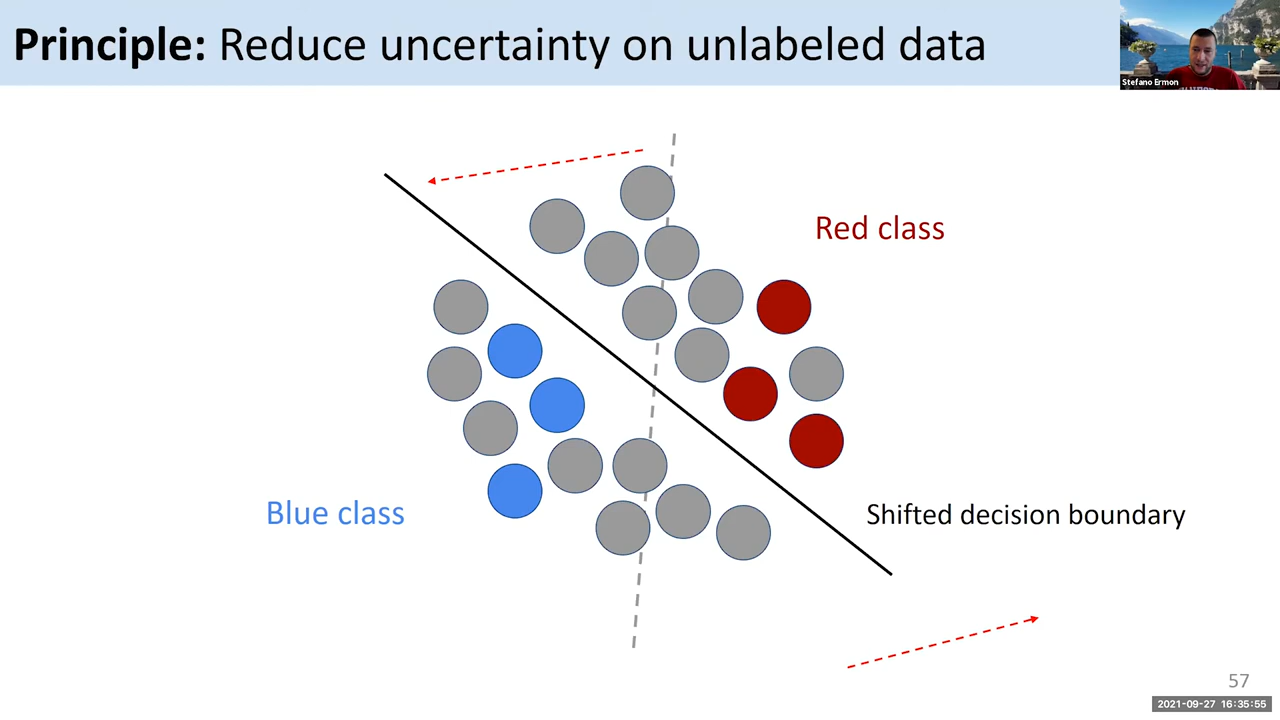 Principle: Reduce uncertainty on unlabeled data
Stefano Ermon
Red class
Blue class
Shifted decision boundary
57
2021-09-27 16:35:55